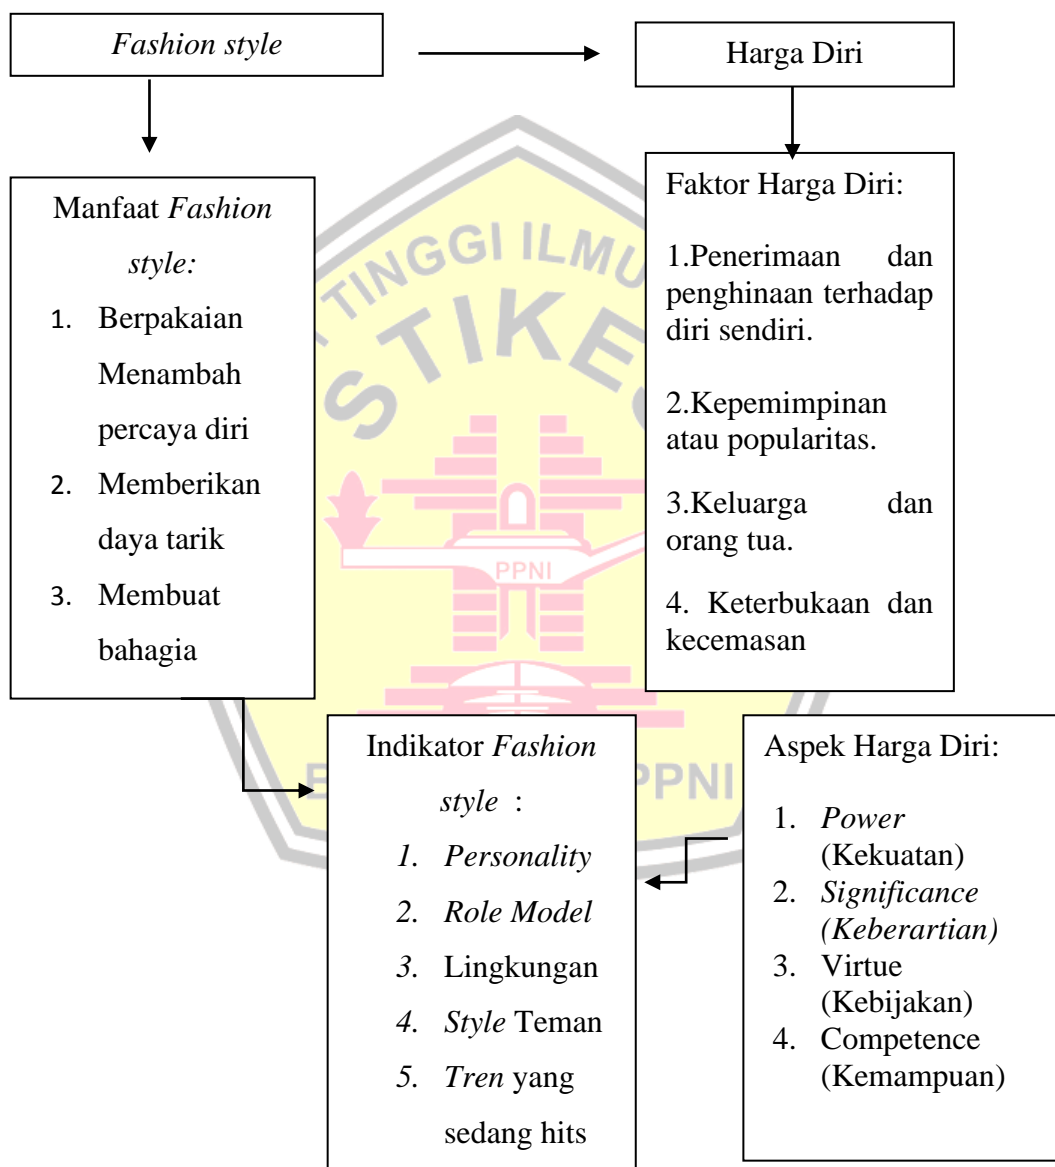 Fashion style
Harga Diri
Manfaat Fashion
style:
1. Berpakaian
Menambah
percaya diri
2. Memberikan
daya tarik
3. Membuat
bahagia
Faktor Harga Diri:
1.Penerimaan dan
penghinaan terhadap
diri sendiri.
2.Kepemimpinan
atau popularitas.
3.Keluarga dan
orang tua.
4. Keterbukaan dan
kecemasan
Indikator Fashion
style :
1. Personality
2. Role Model
3. Lingkungan
4. Style Teman
5. Tren yang
sedang hits
Aspek Harga Diri:
1. Power
(Kekuatan)
2. Significance
(Keberartian)
3. Virtue
(Kebijakan)
4. Competence
(Kemampuan)
TINGGI ILMU
STIKES
PPNI
PPNI